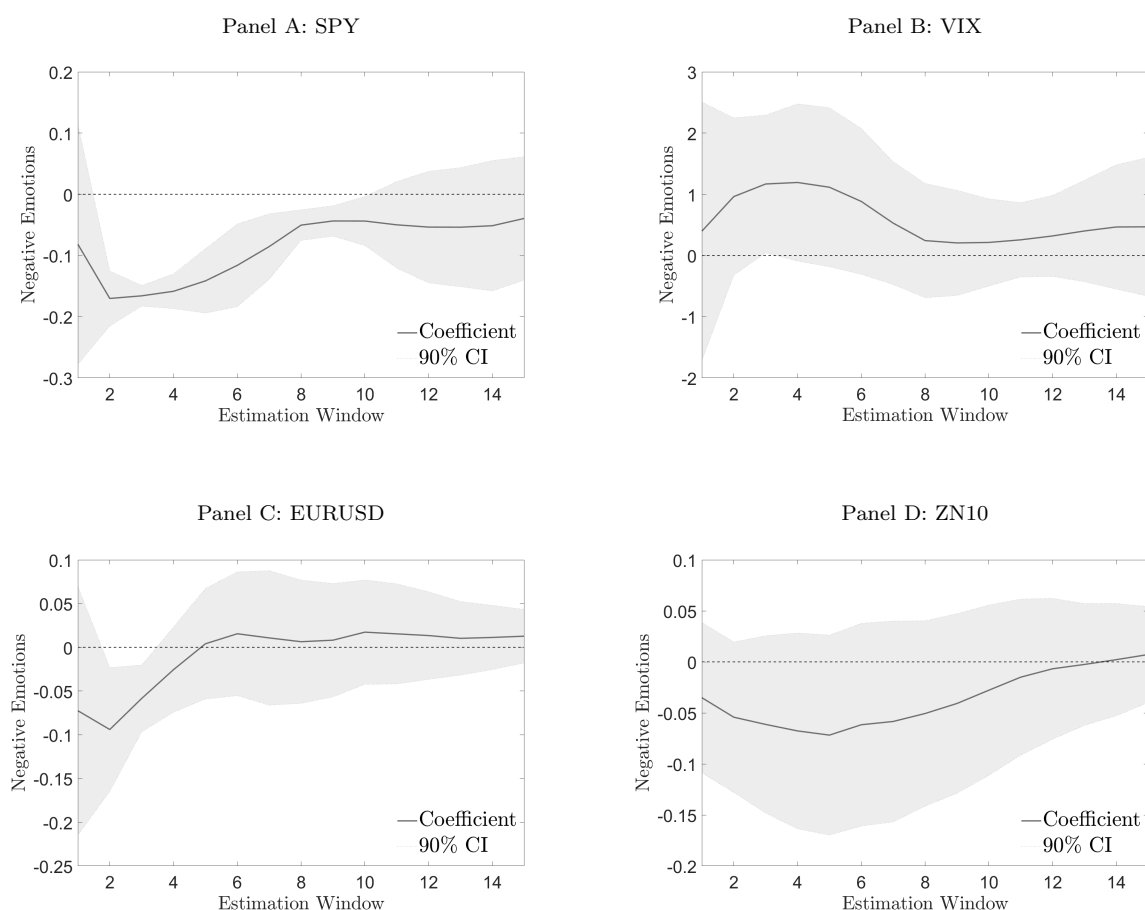 Panel A: SPY
0.2
0.1
0
-0.1
-0.2
-0.3
Negative Emotions
2 4 6 8 10 12 14
Estimation Window
Coefficient
90% CI
Panel B: VIX
3
2
1
0
-1
-2
Negative Emotions
2 4 6 8 10 12 14
Estimation Window
Coefficient
90% CI
Panel C: EURUSD
0.1
0.05
0
-0.05
-0.1
-0.15
-0.2
-0.25
Negative Emotions
2 4 6 8 10 12 14
Estimation Window
Coefficient
90% CI
Panel D: ZN10
0.1
0.05
0
-0.05
-0.1
-0.15
-0.2
Negative Emotions
2 4 6 8 10 12 14
Estimation Window
Coefficient
90% CI